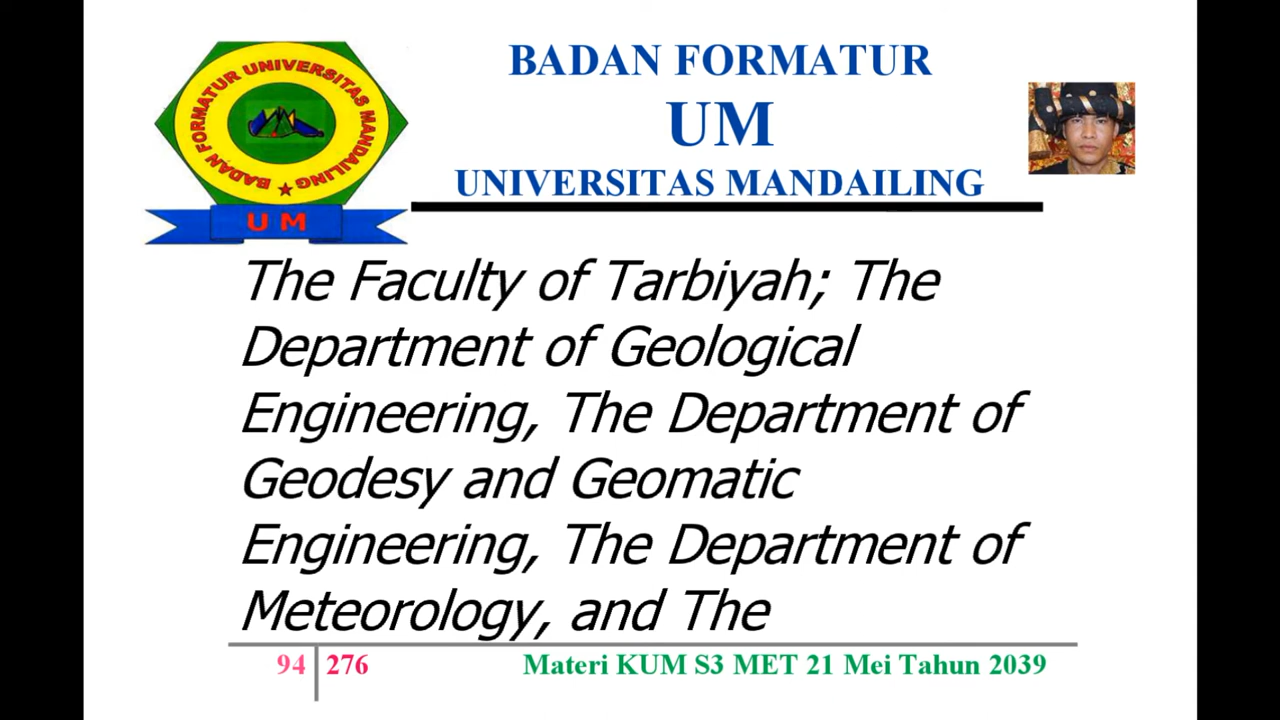 BADAN FORMATUR UNIVERSITAS MANDAILING
U M
BADAN FORMATUR
UM
UNIVERSITAS MANDAILING
The Faculty of Tarbiyah; The
Department of Geological
Engineering, The Department of
Geodesy and Geomatic
Engineering, The Department of
Meteorology, and The
94 276 Materi KUM S3 MET 21 Mei Tahun 2039